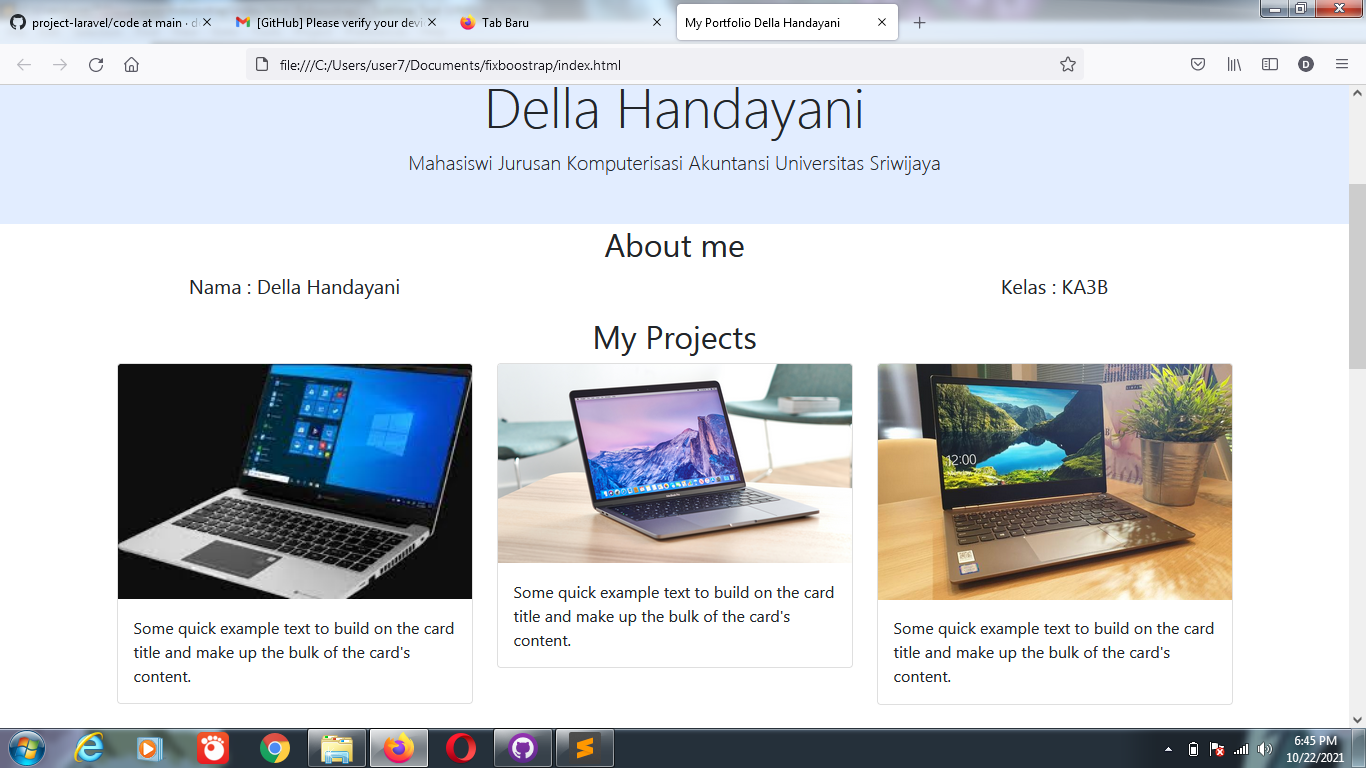 project-laravel/code at main · d
[GitHub] Please verify your devi
Tab Baru
My Portfolio Della Handayani
file:///C:/Users/user7/Documents/fixboostrap/index.html
D
Della Handayani
Mahasiswi Jurusan Komputerisasi Akuntansi Universitas Sriwijaya
About me
Nama : Della Handayani
Kelas : KA3B
My Projects
12:00
Some quick example text to build on the card
title and make up the bulk of the card's
content.
Some quick example text to build on the card
title and make up the bulk of the card's
content.
Some quick example text to build on the card
title and make up the bulk of the card's
content.
6:45 PM
10/22/2021